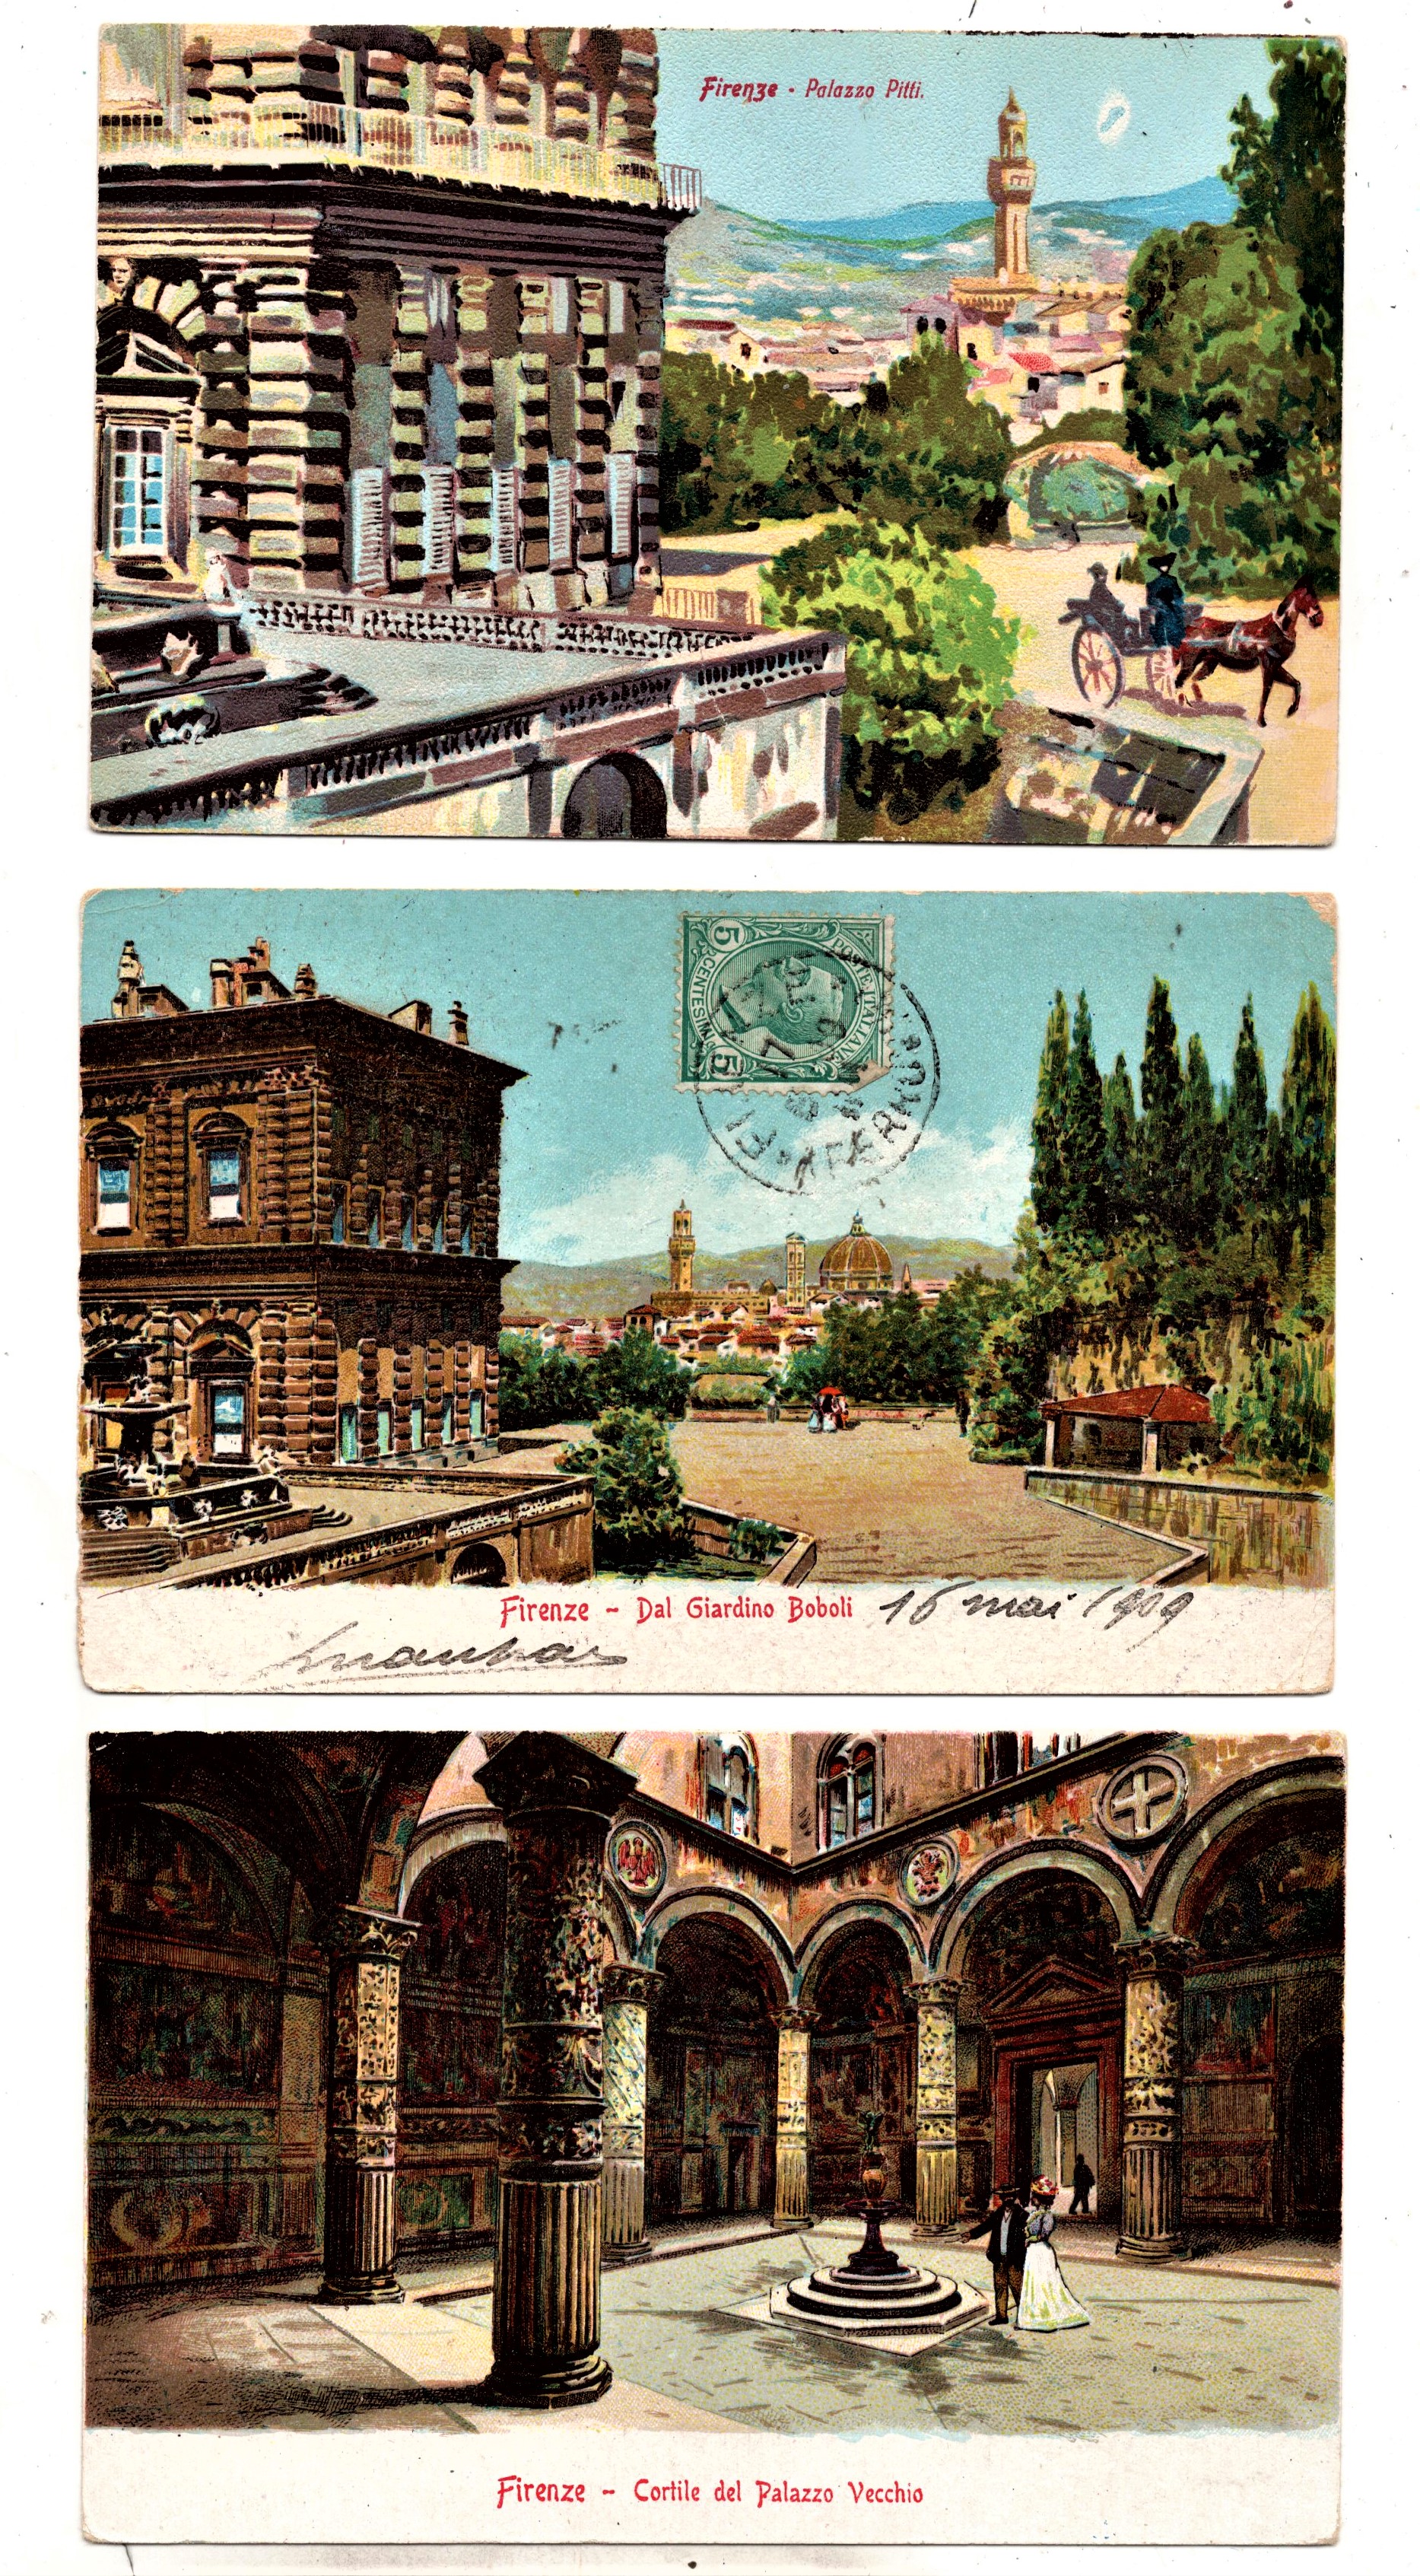 Firenze - Palazzo Pitti.
5 CENTESIMI 5
POSTE ITALIANE
Firenze - Dal Giardino Boboli 16 mai 1909
Firenze - Cortile del Palazzo Vecchio